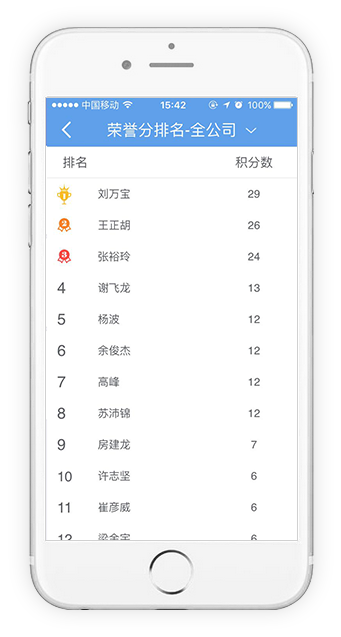 中国移动 15:42 100%
荣誉分排名-全公司
排名 积分数
1 刘万宝 29
2 王正胡 26
3 张裕玲 24
4 谢飞龙 13
5 杨波 12
6 余俊杰 12
7 高峰 12
8 苏沛锦 12
9 房建龙 7
10 许志坚 6
11 崔彦威 6
12 6